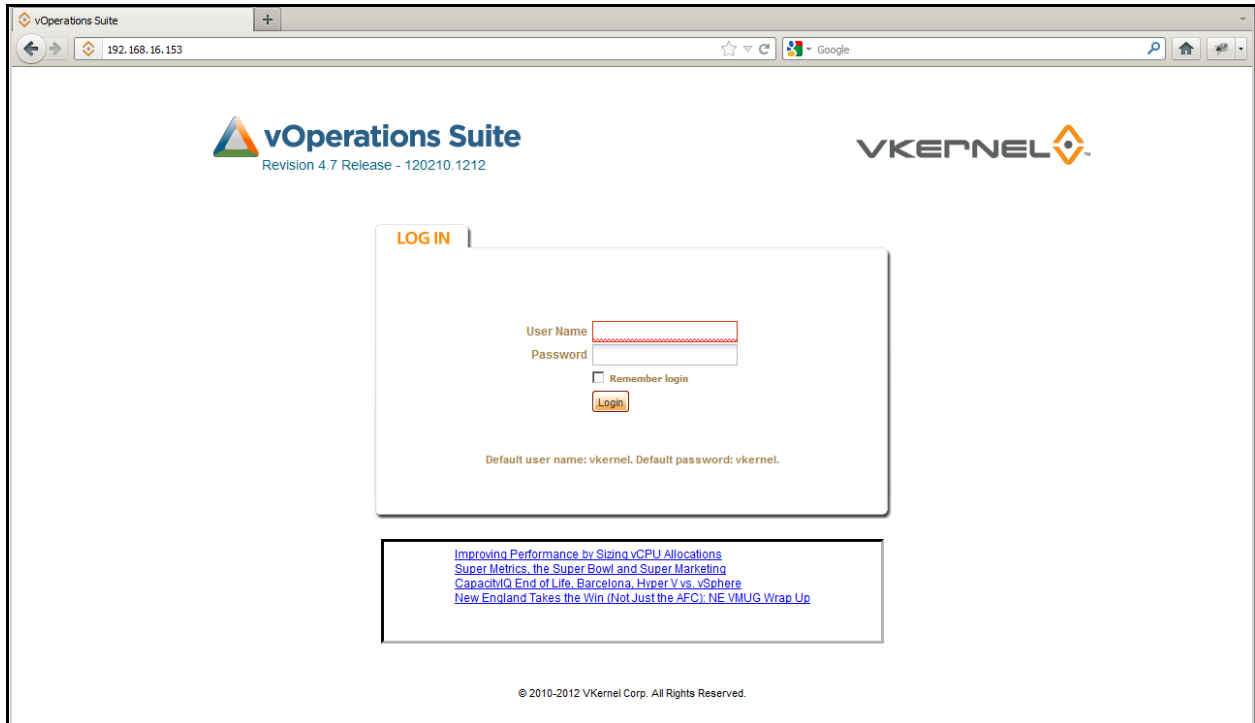 vOperations Suite
+
192.168.16.153
Google
vOperations Suite
Revision 4.7 Release - 120210.1212
VKERNEL
TM
LOG IN
User Name
Password
Remember login
Login
Default user name: vkernel. Default password: vkernel.
Improving Performance by Sizing vCPU Allocations
Super Metrics, the Super Bowl and Super Marketing
CapacityIQ End of Life, Barcelona, Hyper V vs. vSphere
New England Takes the Win (Not Just the AFC): NE VMUG Wrap Up
© 2010-2012 VKernel Corp. All Rights Reserved.